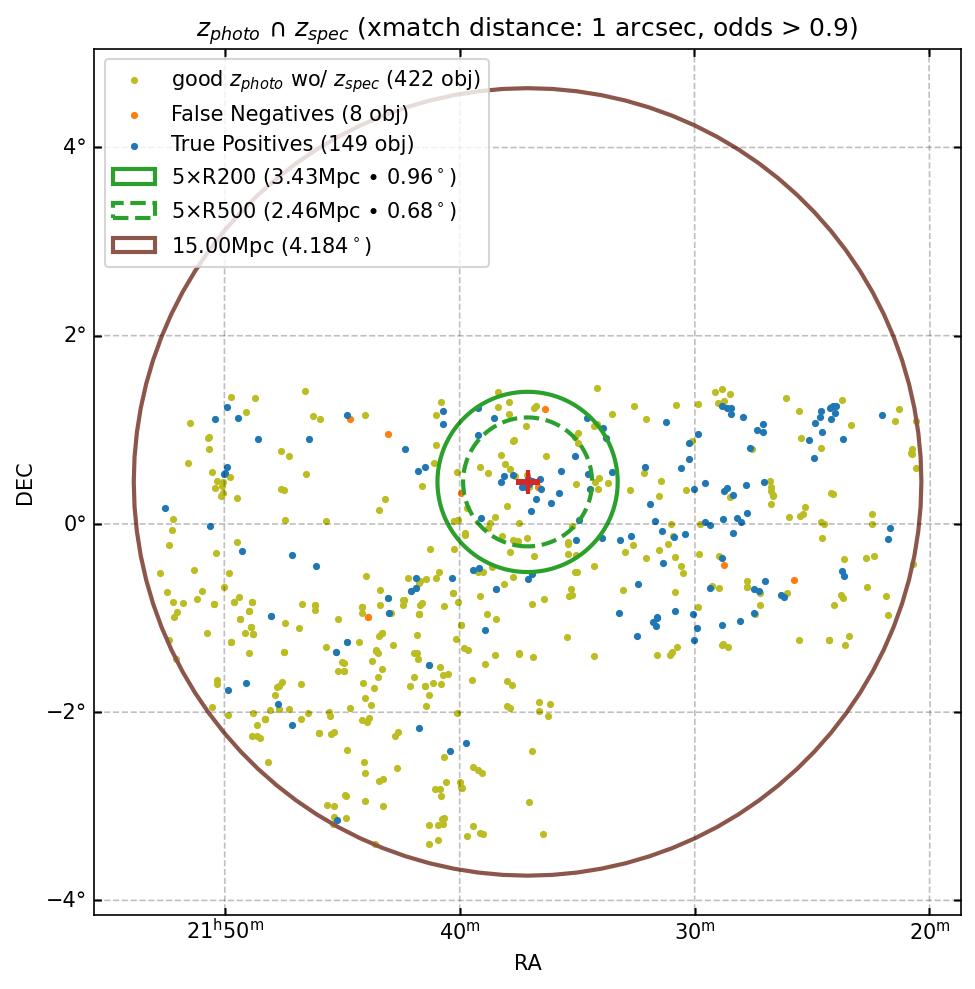 z_photo ∩ z_spec (xmatch distance: 1 arcsec, odds > 0.9)
good z_photo wo/ z_spec (422 obj)
False Negatives (8 obj)
True Positives (149 obj)
5×R200 (3.43Mpc • 0.96°)
5×R500 (2.46Mpc • 0.68°)
15.00Mpc (4.184°)
4°
2°
0°
−2°
−4°
DEC
21ʰ50ᵐ 40ᵐ 30ᵐ 20ᵐ
RA